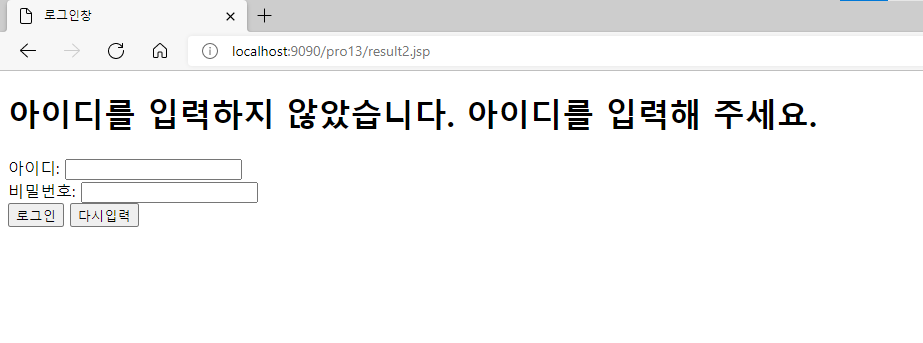 로그인창
localhost:9090/pro13/result2.jsp
아이디를 입력하지 않았습니다. 아이디를 입력해 주세요.
아이디:
비밀번호:
로그인 다시입력